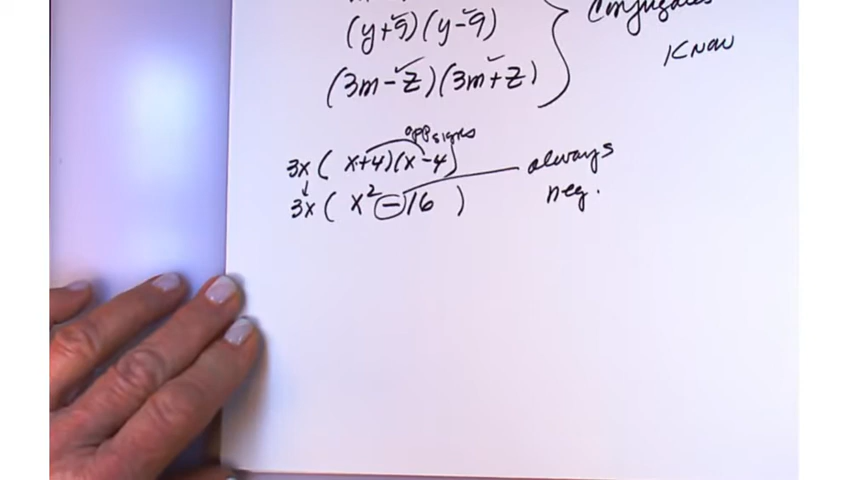 Conjugates
(y+9)(y-9)
Know
(3m-z)(3m+z)
opp signs
3x(x+4)(x-4)
always
3x(x²-16)
neg.